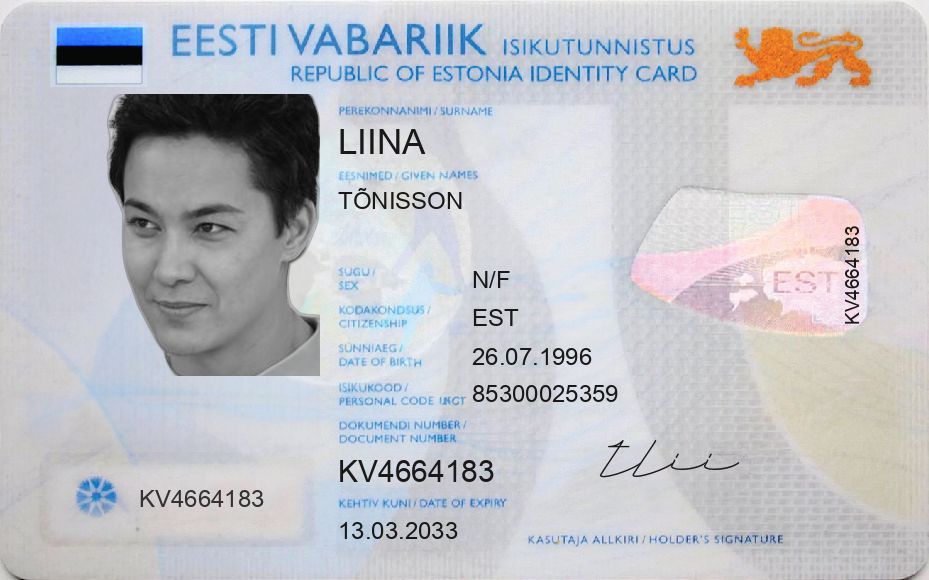 EESTI VABARIIK ISIKUTUNNISTUS
REPUBLIC OF ESTONIA IDENTITY CARD
PEREKONNANIMI / SURNAME
LIINA
EESNIMED / GIVEN NAMES
TÕNISSON
SUGU /
SEX
N/F
KODAKONDSUS /
CITIZENSHIP
EST
SÜNNIAEG /
DATE OF BIRTH
26.07.1996
ISIKUKOOD /
PERSONAL CODE
85300025359
DOKUMENDI NUMBER /
DOCUMENT NUMBER
KV4664183
KEHTIV KUNI / DATE OF EXPIRY
13.03.2033
KV4664183
EST
KV4664183
KASUTAJA ALLKIRI / HOLDER'S SIGNATURE